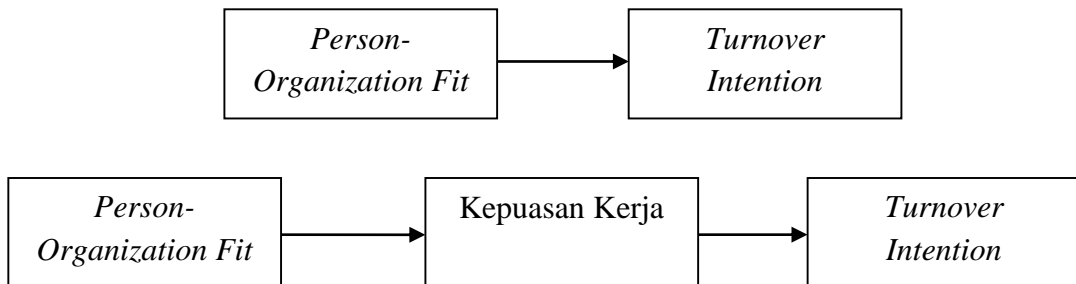 Person-
Organization Fit
Turnover
Intention
Person-
Organization Fit
Kepuasan Kerja
Turnover
Intention